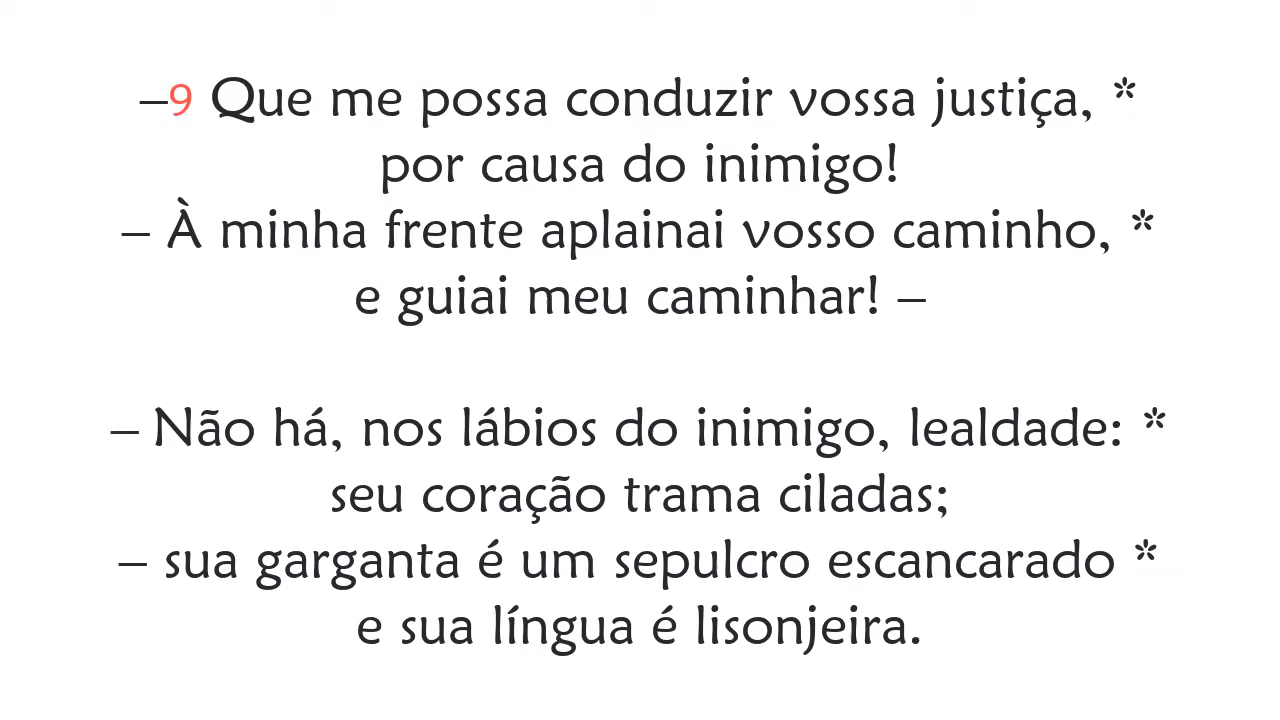 –9 Que me possa conduzir vossa justiça, *
por causa do inimigo!
– À minha frente aplainai vosso caminho, *
e guiai meu caminhar! –
– Não há, nos lábios do inimigo, lealdade: *
seu coração trama ciladas;
– sua garganta é um sepulcro escancarado *
e sua língua é lisonjeira.